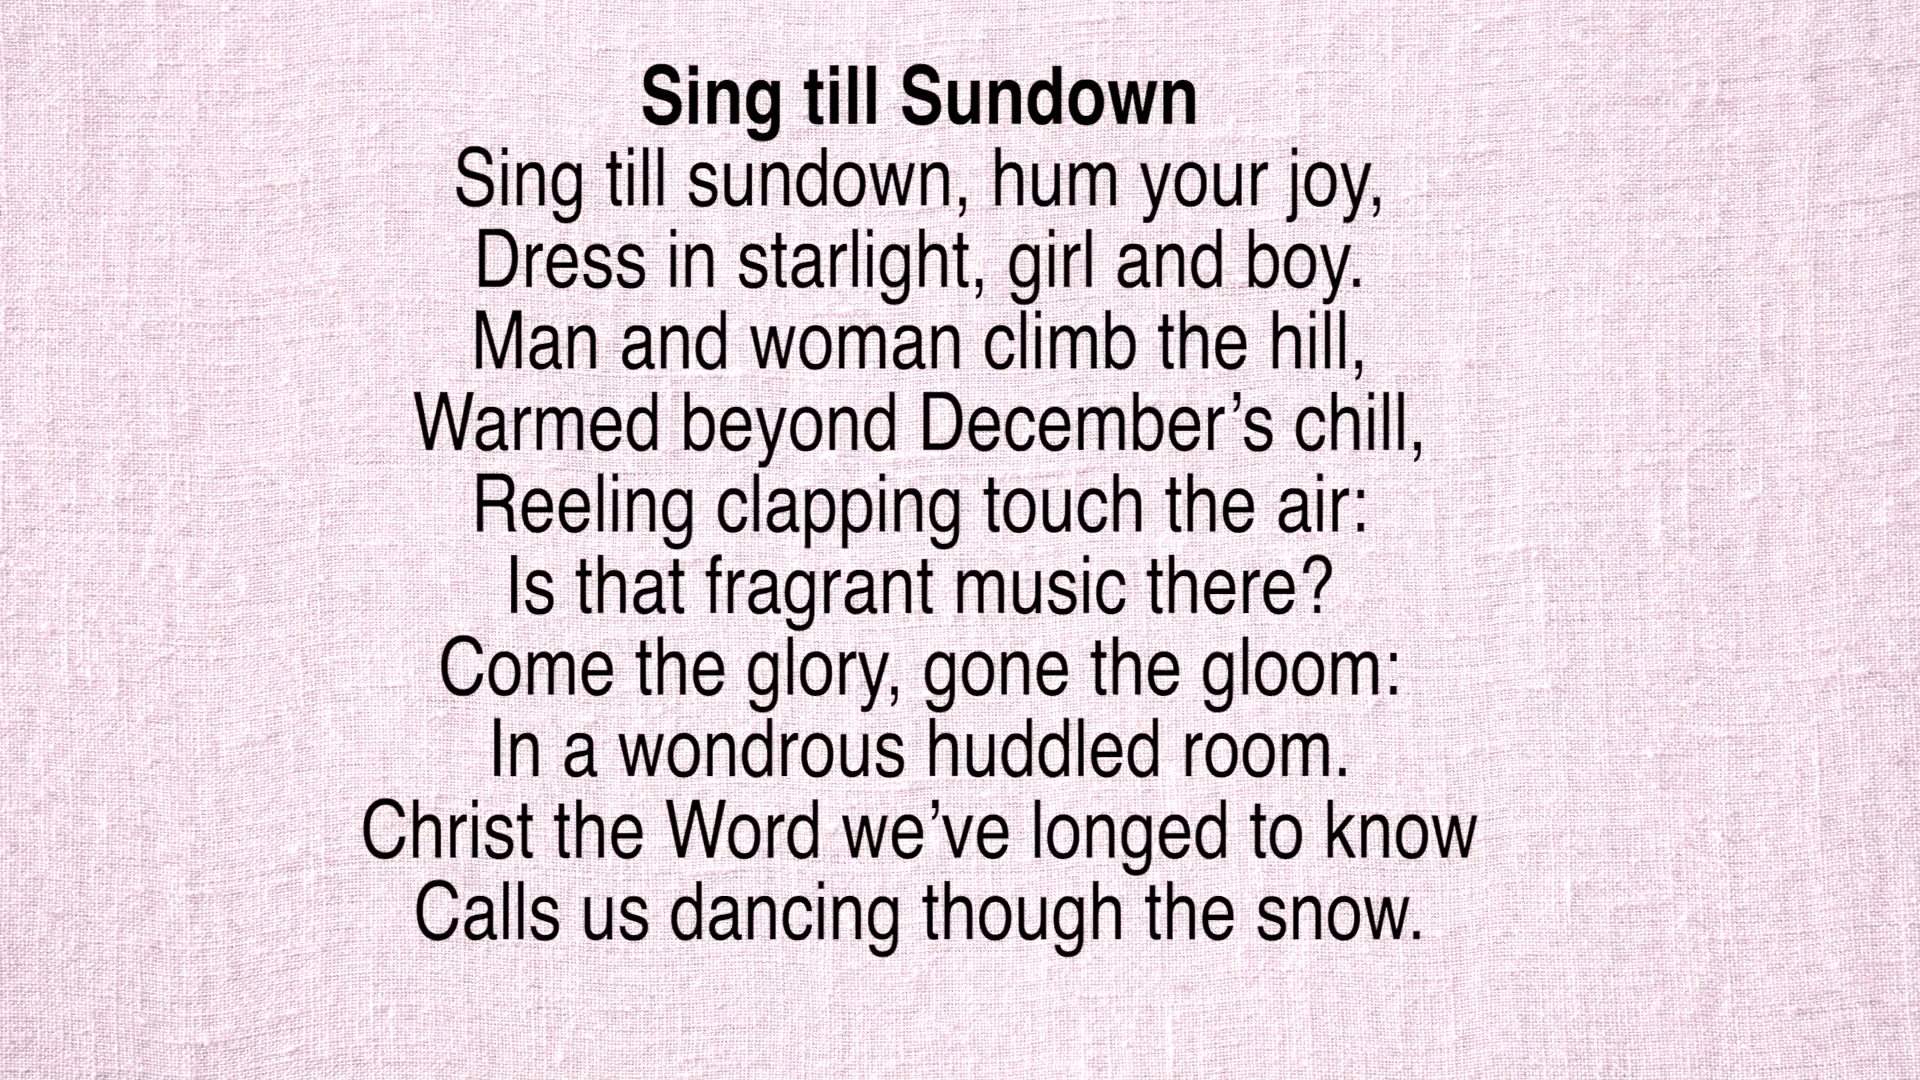 Sing till Sundown
Sing till sundown, hum your joy,
Dress in starlight, girl and boy.
Man and woman climb the hill,
Warmed beyond December’s chill,
Reeling clapping touch the air:
Is that fragrant music there?
Come the glory, gone the gloom:
In a wondrous huddled room.
Christ the Word we’ve longed to know
Calls us dancing though the snow.